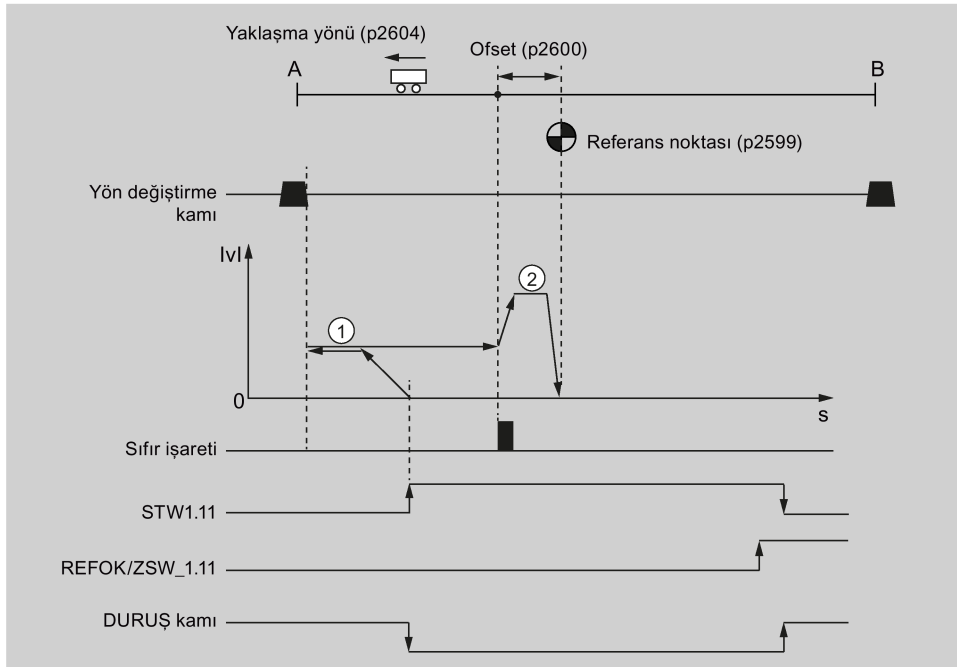 Yaklaşma yönü (p2604)
Ofset (p2600)
A
B
Referans noktası (p2599)
Yön değiştirme
kamı
IvI
2
1
0
s
Sıfır işareti
STW1.11
REFOK/ZSW_1.11
DURUŞ kamı